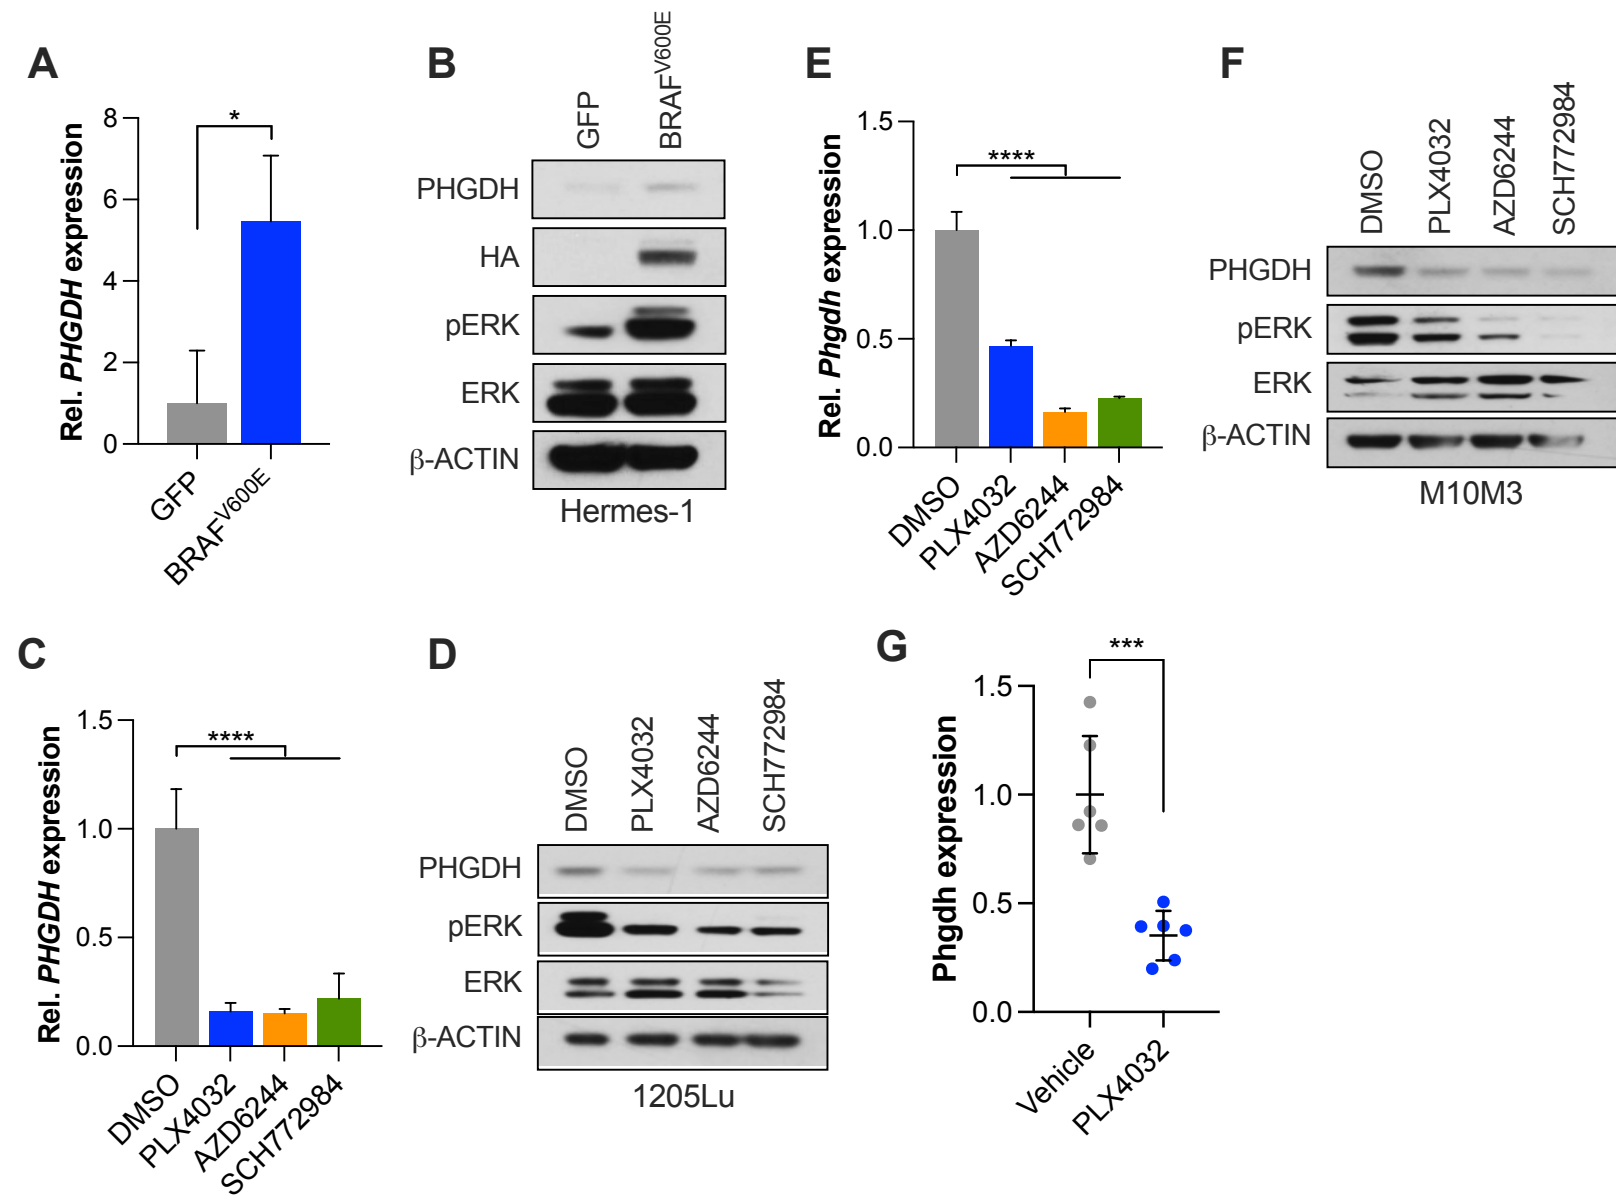 A
Rel. PHGDH expression
8
6
4
2
0
*
GFP
BRAFV600E
B
GFP
BRAFV600E
PHGDH
HA
pERK
ERK
β-ACTIN
Hermes-1
E
Rel. Phgdh expression
1.5
1.0
0.5
0.0
****
DMSO
PLX4032
AZD6244
SCH772984
F
DMSO
PLX4032
AZD6244
SCH772984
PHGDH
pERK
ERK
β-ACTIN
M10M3
C
Rel. PHGDH expression
1.5
1.0
0.5
0.0
****
DMSO
PLX4032
AZD6244
SCH772984
D
DMSO
PLX4032
AZD6244
SCH772984
PHGDH
pERK
ERK
β-ACTIN
1205Lu
G
Phgdh expression
1.5
1.0
0.5
0.0
***
Vehicle
PLX4032